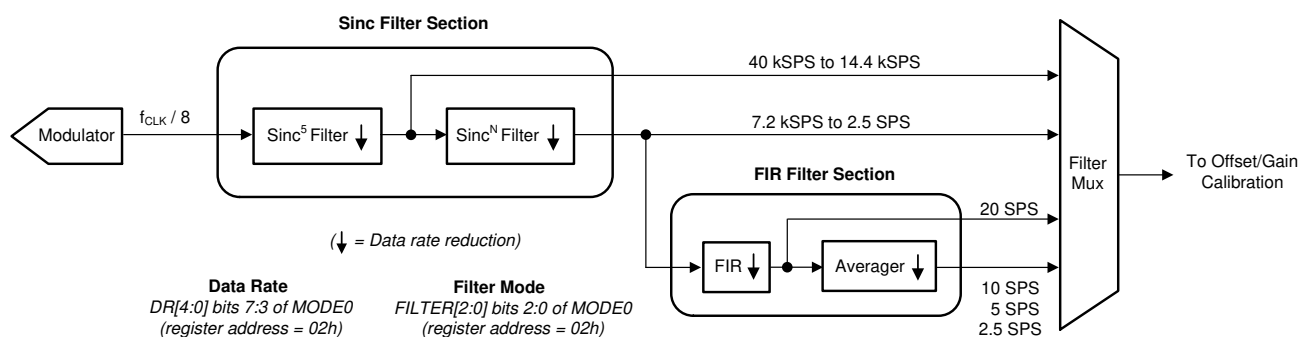 Sinc Filter Section
40 kSPS to 14.4 kSPS
Modulator
fCLK / 8
Sinc5 Filter
SincN Filter
7.2 kSPS to 2.5 SPS
Filter
Mux
To Offset/Gain
Calibration
FIR Filter Section
20 SPS
(↓ = Data rate reduction)
FIR
Averager
10 SPS
5 SPS
2.5 SPS
Data Rate
DR[4:0] bits 7:3 of MODE0
(register address = 02h)
Filter Mode
FILTER[2:0] bits 2:0 of MODE0
(register address = 02h)